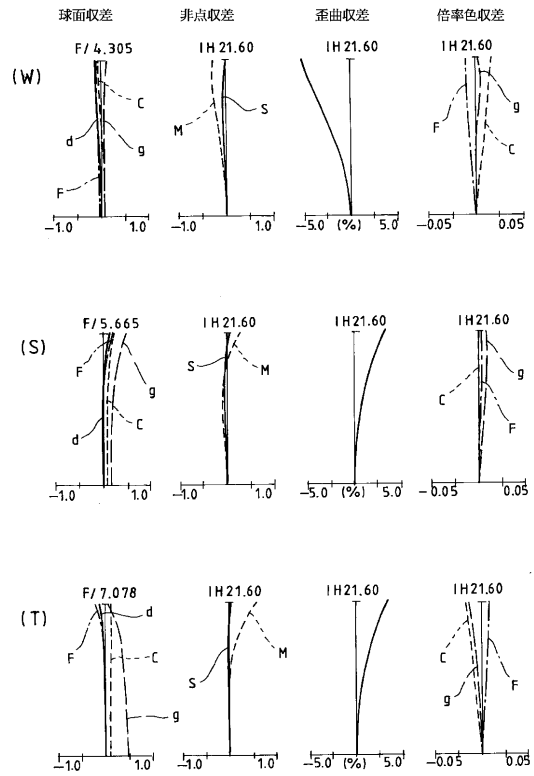 球面収差 非点収差 歪曲収差 倍率色収差
(W)
F/4.305 IH21.60 IH21.60 IH21.60
C d g F
M S
F g C
-1.0 1.0 -1.0 1.0 -5.0 (%) 5.0 -0.05 0.05
(S)
F/5.665 IH21.60 IH21.60 IH21.60
F g C d
S M
g C F
-1.0 1.0 -1.0 1.0 -5.0 (%) 5.0 -0.05 0.05
(T)
F/7.078 IH21.60 IH21.60 IH21.60
d F C g
M S
C g F
-1.0 1.0 -1.0 1.0 -5.0 (%) 5.0 -0.05 0.05